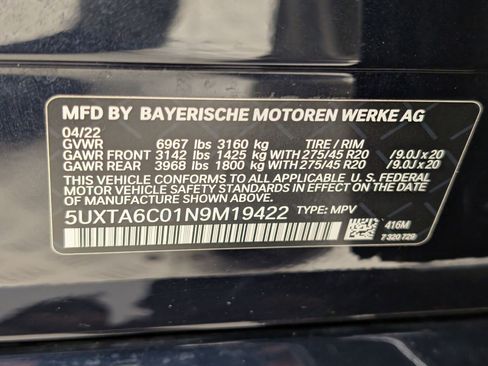 MFD BY BAYERISCHE MOTOREN WERKE AG
04/22
GVWR 6967 lbs 3160 kg TIRE / RIM
GAWR FRONT 3142 lbs 1425 kg WITH 275/45 R20 /9.0J x 20
GAWR REAR 3968 lbs 1800 kg WITH 275/45 R20 /9.0J x 20
THIS VEHICLE CONFORMS TO ALL APPLICABLE U.S. FEDERAL
MOTOR VEHICLE SAFETY STANDARDS IN EFFECT
ON THE DATE OF MANUFACTURE SHOWN ABOVE.
5UXTA6C01N9M19422 TYPE: MPV
416M
7 320 729